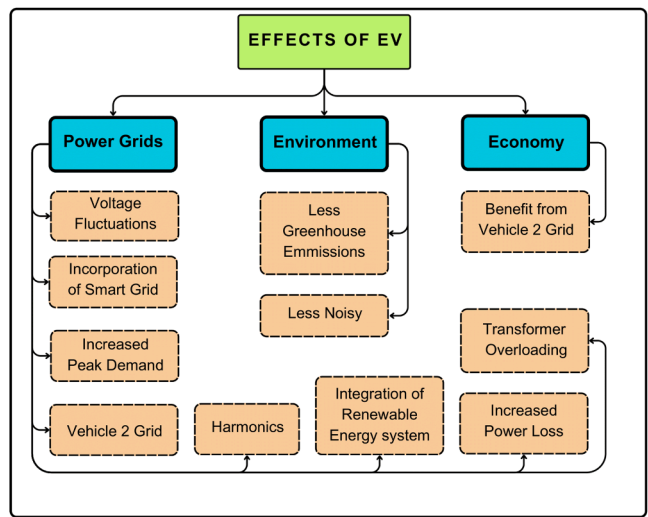 EFFECTS OF EV
Power Grids
Environment
Economy
Voltage
Fluctuations
Less
Greenhouse
Emmissions
Benefit from
Vehicle 2 Grid
Incorporation
of Smart Grid
Less Noisy
Increased
Peak Demand
Transformer
Overloading
Vehicle 2 Grid
Harmonics
Integration of
Renewable
Energy system
Increased
Power Loss